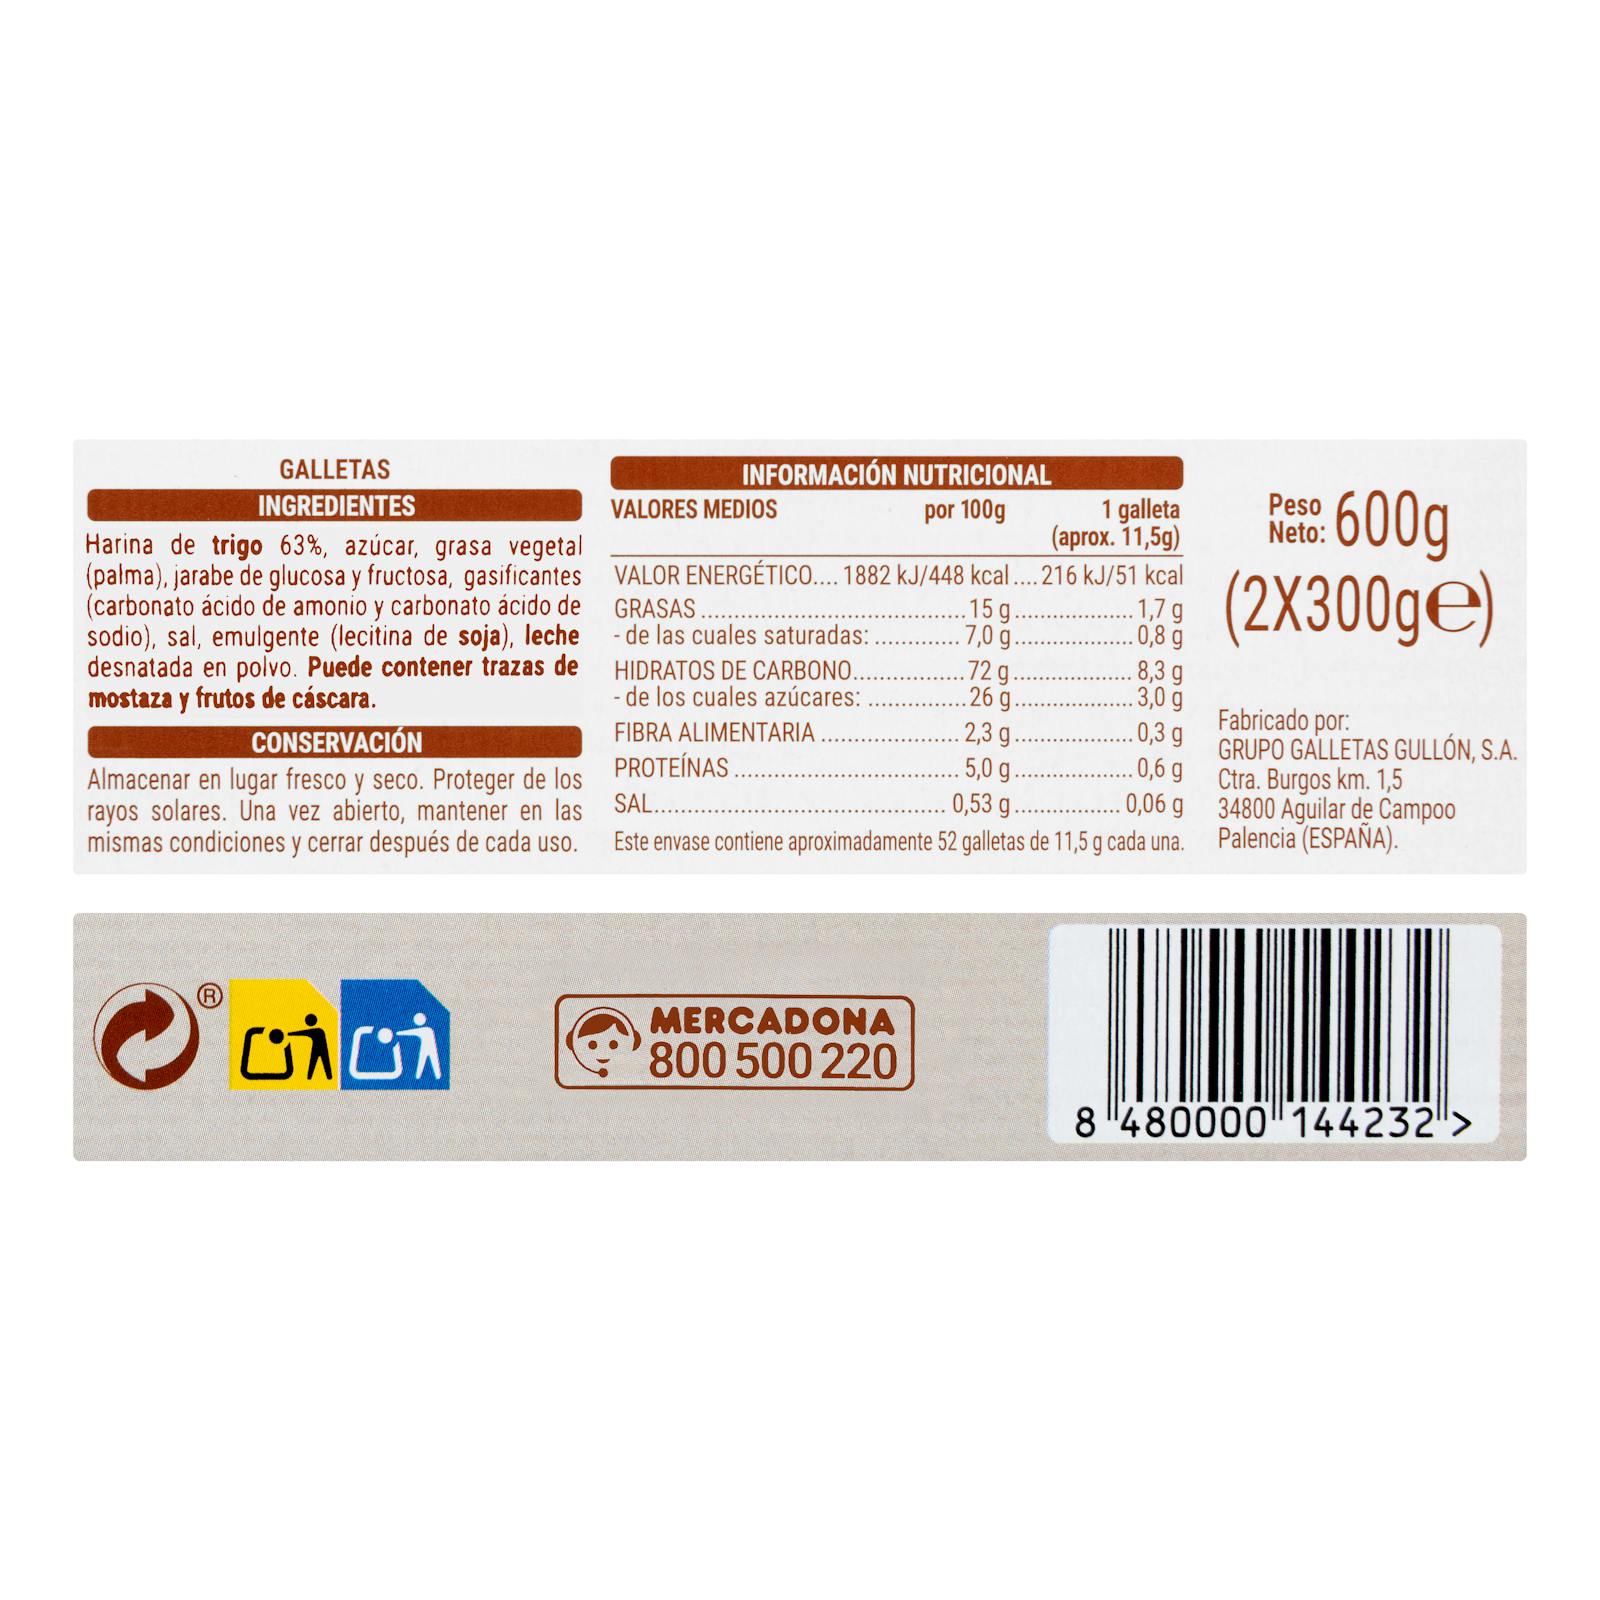 GALLETAS
INGREDIENTES
Harina de trigo 63%, azúcar, grasa vegetal
(palma), jarabe de glucosa y fructosa, gasificantes
(carbonato ácido de amonio y carbonato ácido de
sodio), sal, emulgente (lecitina de soja), leche
desnatada en polvo. Puede contener trazas de
mostaza y frutos de cáscara.
CONSERVACIÓN
Almacenar en lugar fresco y seco. Proteger de los
rayos solares. Una vez abierto, mantener en las
mismas condiciones y cerrar después de cada uso.
INFORMACIÓN NUTRICIONAL
VALORES MEDIOS por 100g 1 galleta
(aprox. 11,5g)
VALOR ENERGÉTICO.... 1882 kJ/448 kcal .... 216 kJ/51 kcal
GRASAS ................ 15 g ................ 1,7 g
- de las cuales saturadas: ............ 7,0 g ................ 0,8 g
HIDRATOS DE CARBONO................ 72 g ................ 8,3 g
- de los cuales azúcares: .............. 26 g ................ 3,0 g
FIBRA ALIMENTARIA .................. 2,3 g ................ 0,3 g
PROTEÍNAS ................ 5,0 g ................ 0,6 g
SAL................ 0,53 g ................ 0,06 g
Este envase contiene aproximadamente 52 galletas de 11,5 g cada una.
Peso Neto: 600g
(2X300g℮)
Fabricado por:
GRUPO GALLETAS GULLÓN, S.A.
Ctra. Burgos km. 1,5
34800 Aguilar de Campoo
Palencia (ESPAÑA).
®
MERCADONA
800 500 220
8 480000 144232 >